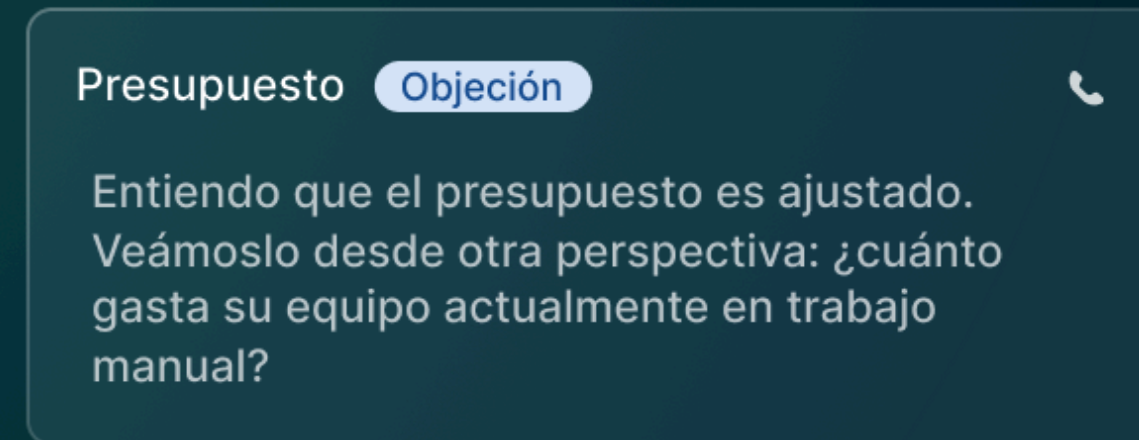 Presupuesto Objeción
Entiendo que el presupuesto es ajustado.
Veámoslo desde otra perspectiva: ¿cuánto
gasta su equipo actualmente en trabajo
manual?